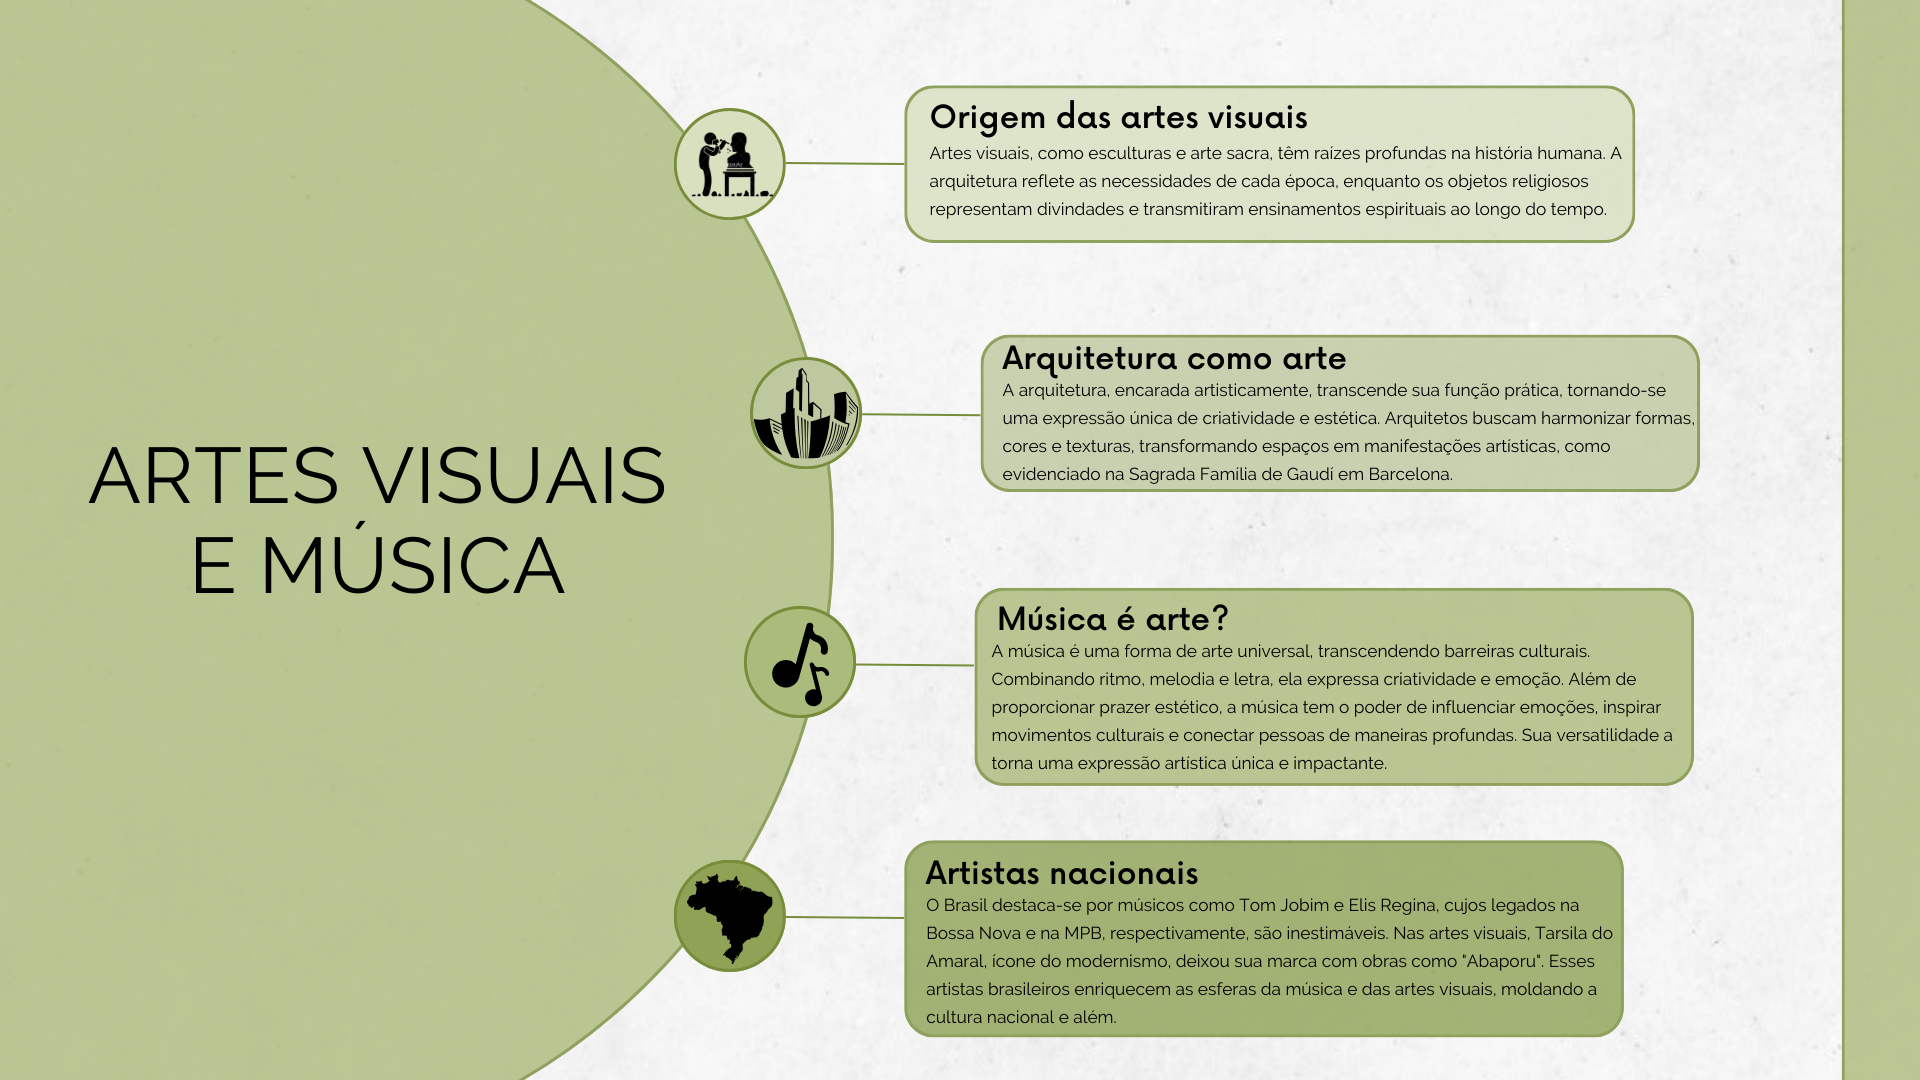 ARTES VISUAIS
E MÚSICA
Origem das artes visuais
Artes visuais, como esculturas e arte sacra, têm raízes profundas na história humana. A
arquitetura reflete as necessidades de cada época, enquanto os objetos religiosos
representam divindades e transmitiram ensinamentos espirituais ao longo do tempo.
Arquitetura como arte
A arquitetura, encarada artisticamente, transcende sua função prática, tornando-se
uma expressão única de criatividade e estética. Arquitetos buscam harmonizar formas,
cores e texturas, transformando espaços em manifestações artísticas, como
evidenciado na Sagrada Família de Gaudí em Barcelona.
Música é arte?
A música é uma forma de arte universal, transcendendo barreiras culturais.
Combinando ritmo, melodia e letra, ela expressa criatividade e emoção. Além de
proporcionar prazer estético, a música tem o poder de influenciar emoções, inspirar
movimentos culturais e conectar pessoas de maneiras profundas. Sua versatilidade a
torna uma expressão artística única e impactante.
Artistas nacionais
O Brasil destaca-se por músicos como Tom Jobim e Elis Regina, cujos legados na
Bossa Nova e na MPB, respectivamente, são inestimáveis. Nas artes visuais, Tarsila do
Amaral, ícone do modernismo, deixou sua marca com obras como "Abaporu". Esses
artistas brasileiros enriquecem as esferas da música e das artes visuais, moldando a
cultura nacional e além.